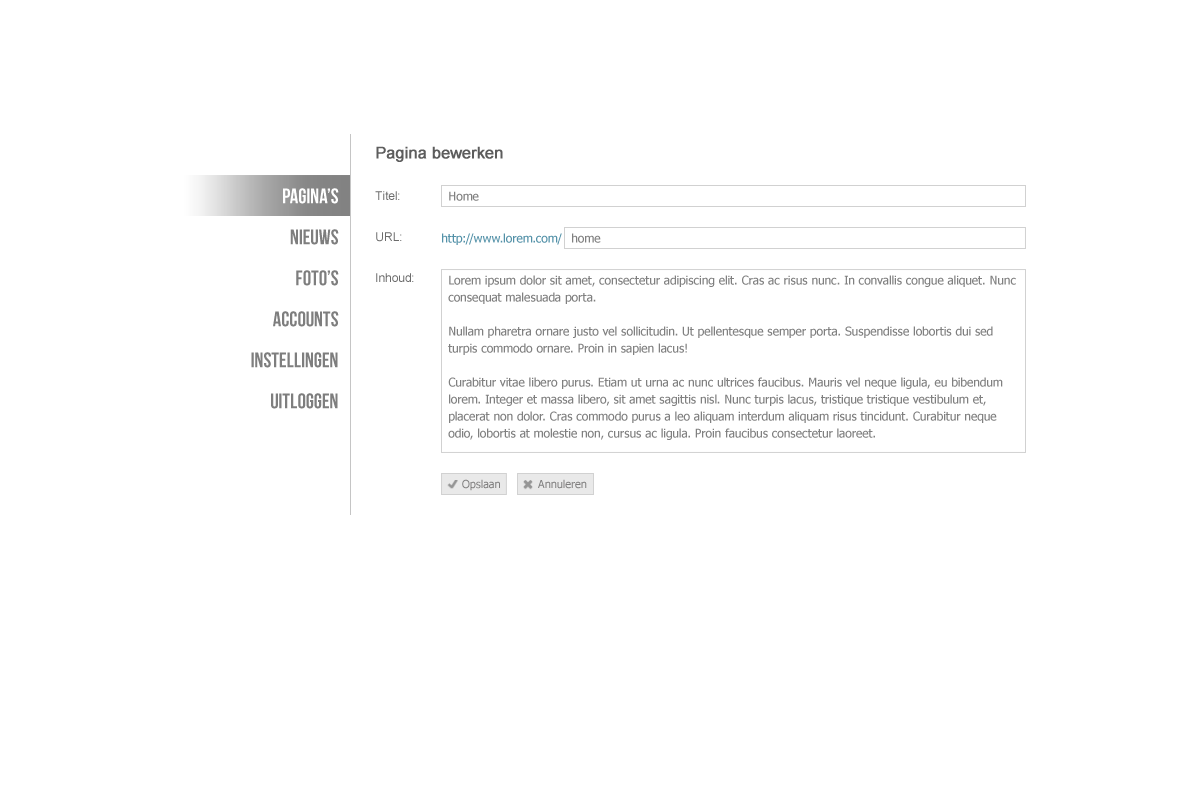 PAGINA'S
NIEUWS
FOTO'S
ACCOUNTS
INSTELLINGEN
UITLOGGEN
Pagina bewerken
Titel: Home
URL: http://www.lorem.com/ home
Inhoud: Lorem ipsum dolor sit amet, consectetur adipiscing elit. Cras ac risus nunc. In convallis congue aliquet. Nunc
consequat malesuada porta.
Nullam pharetra ornare justo vel sollicitudin. Ut pellentesque semper porta. Suspendisse lobortis dui sed
turpis commodo ornare. Proin in sapien lacus!
Curabitur vitae libero purus. Etiam ut urna ac nunc ultrices faucibus. Mauris vel neque ligula, eu bibendum
lorem. Integer et massa libero, sit amet sagittis nisl. Nunc turpis lacus, tristique tristique vestibulum et,
placerat non dolor. Cras commodo purus a leo aliquam interdum aliquam risus tincidunt. Curabitur neque
odio, lobortis at molestie non, cursus ac ligula. Proin faucibus consectetur laoreet.
Opslaan Annuleren